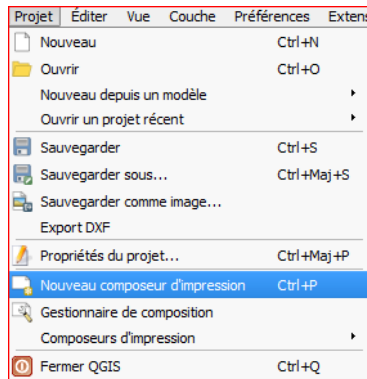 Projet Éditer Vue Couche Préférences Extens
Nouveau Ctrl+N
Ouvrir Ctrl+O
Nouveau depuis un modèle
Ouvrir un projet récent
Sauvegarder Ctrl+S
Sauvegarder sous... Ctrl+Maj+S
Sauvegarder comme image...
Export DXF
Propriétés du projet... Ctrl+Maj+P
Nouveau composeur d'impression Ctrl+P
Gestionnaire de composition
Composeurs d'impression
Fermer QGIS Ctrl+Q